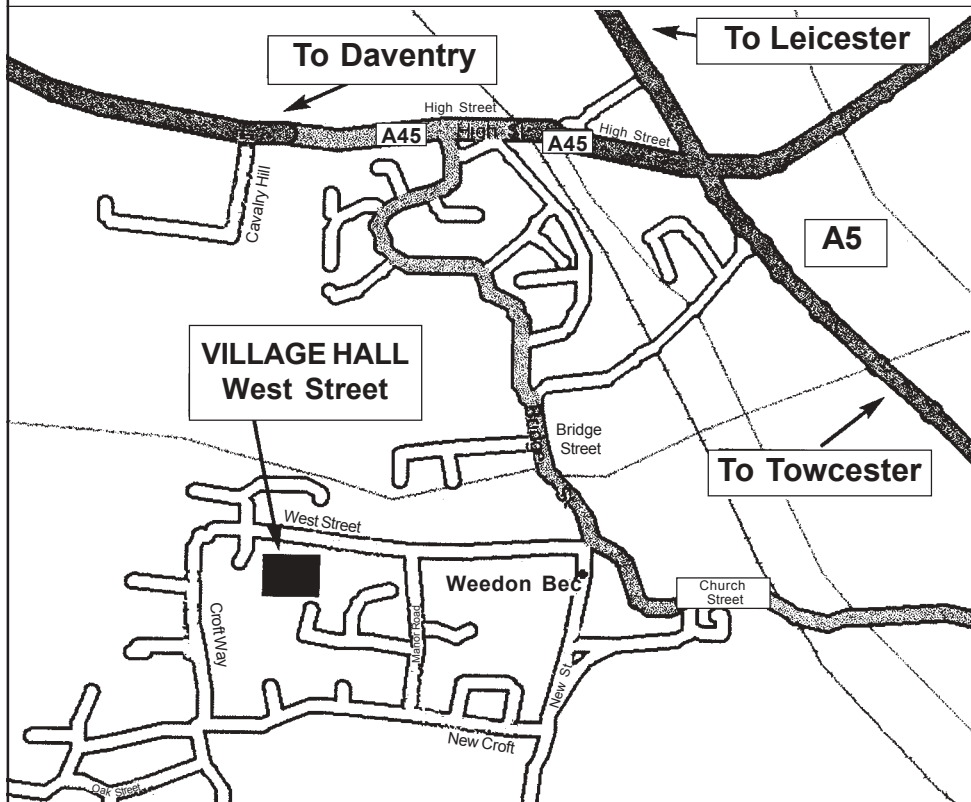 To Daventry
To Leicester
High Street
A45
High St.
A45
High Street
Cavalry Hill
A5
VILLAGE HALL
West Street
Bridge
Street
To Towcester
West Street
Weedon Bec
Church
Street
Croft Way
Manor Road
New St
New Croft
Oak Street